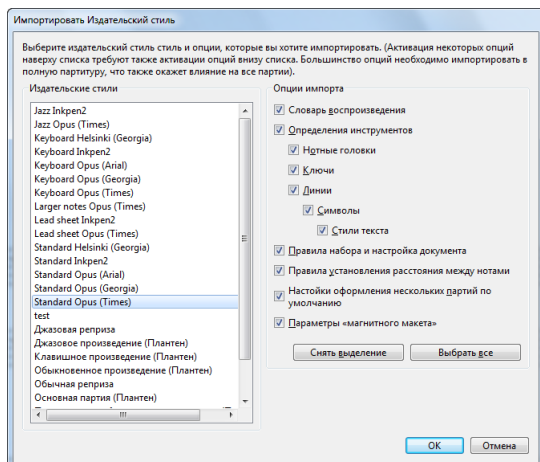 Импортировать Издательский стиль
Выберите издательский стиль стиль и опции, которые вы хотите импортировать. (Активация некоторых опций
наверху списка требуют также активации опций внизу списка. Большинство опций необходимо импортировать в
полную партитуру, что также окажет влияние на все партии).
Издательские стили
Jazz Inkpen2
Jazz Opus (Times)
Keyboard Helsinki (Georgia)
Keyboard Inkpen2
Keyboard Opus (Arial)
Keyboard Opus (Georgia)
Keyboard Opus (Times)
Larger notes Opus (Times)
Lead sheet Inkpen2
Lead sheet Opus (Times)
Standard Helsinki (Georgia)
Standard Inkpen2
Standard Opus (Arial)
Standard Opus (Georgia)
Standard Opus (Times)
test
Джазовая реприза
Джазовое произведение (Плантен)
Клавишное произведение (Плантен)
Обыкновенное произведение (Плантен)
Обычная реприза
Основная партия (Плантен)
Опции импорта
Словарь воспроизведения
Определения инструментов
Нотные головки
Ключи
Линии
Символы
Стили текста
Правила набора и настройка документа
Правила установления расстояния между нотами
Настойки оформления нескольких партий по
умолчанию
Параметры «магнитного макета»
Снять выделение
Выбрать все
OK
Отмена